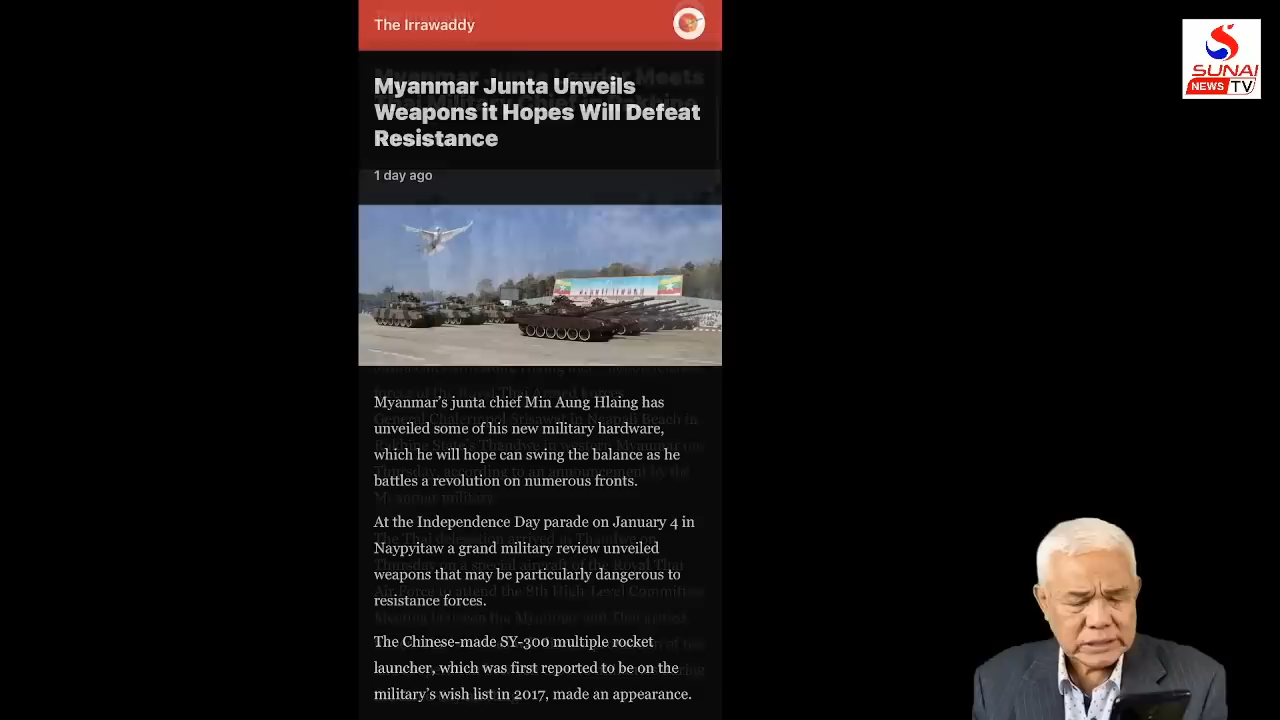 The Irrawaddy
Myanmar Junta Unveils
Weapons it Hopes Will Defeat
Resistance
1 day ago
Myanmar’s junta chief Min Aung Hlaing has
unveiled some of his new military hardware,
which he will hope can swing the balance as he
battles a revolution on numerous fronts.
At the Independence Day parade on January 4 in
Naypyitaw a grand military review unveiled
weapons that may be particularly dangerous to
resistance forces.
The Chinese-made SY-300 multiple rocket
launcher, which was first reported to be on the
military’s wish list in 2017, made an appearance.
SUNAI
NEWS TV